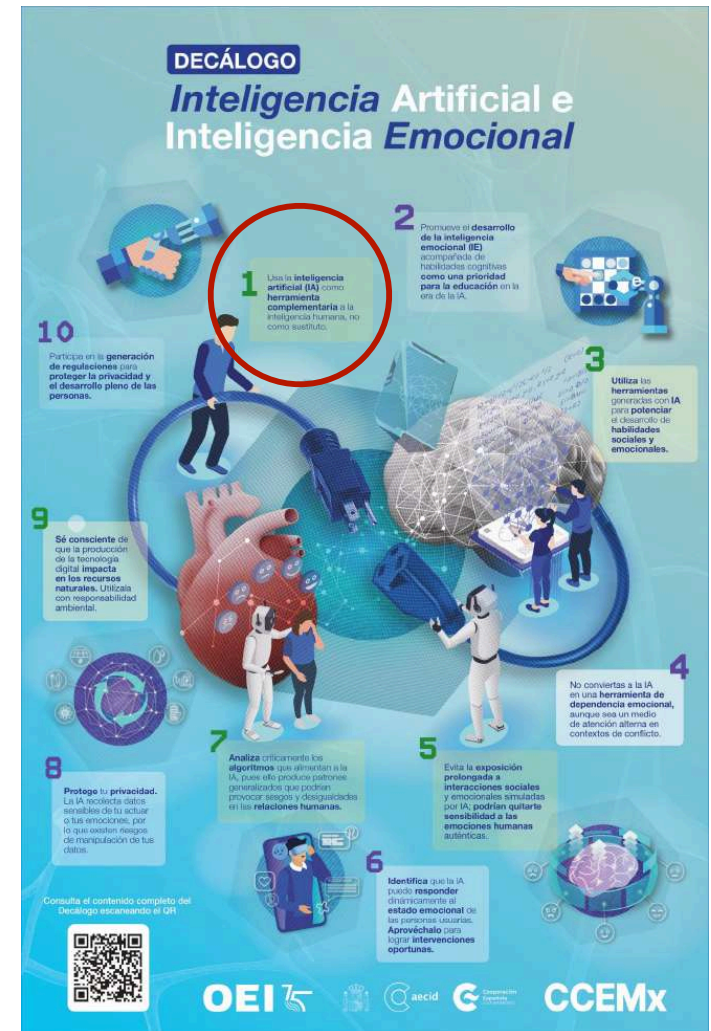 DECÁLOGO
Inteligencia Artificial e
Inteligencia Emocional
1
Usa la inteligencia
artificial (IA) como
herramienta
complementaria a la
inteligencia humana, no
como sustituto.
2
Promueve el desarrollo
de la inteligencia
emocional (IE)
acompañada de
habilidades cognitivas
como una prioridad
para la educación en la
era de la IA.
3
Utiliza las
herramientas
generadas con IA
para potenciar
el desarrollo de
habilidades
sociales y
emocionales.
4
No conviertas a la IA
en una herramienta de
dependencia emocional,
aunque sea un medio
de atención alterna en
contextos de conflicto.
5
Evita la exposición
prolongada a
interacciones sociales
y emocionales simuladas
por IA; podrían quitarte
sensibilidad a las
emociones humanas
auténticas.
6
Identifica que la IA
puede responder
dinámicamente al
estado emocional de
las personas usuarias.
Aprovéchalo para
lograr intervenciones
oportunas.
7
Analiza críticamente los
algoritmos que alimentan a la
IA, pues ello produce patrones
generalizados que podrían
provocar sesgos y desigualdades
en las relaciones humanas.
8
Protege tu privacidad.
La IA recolecta datos
sensibles de tu actuar
o tus emociones, por
lo que existen riesgos
de manipulación de tus
datos.
9
Sé consciente de
que la producción
de la tecnología
digital impacta
en los recursos
naturales. Utilízala
con responsabilidad
ambiental.
10
Participa en la generación
de regulaciones para
proteger la privacidad y
el desarrollo pleno de las
personas.
Consulta el contenido completo del
Decálogo escaneando el QR
OEI 75
aecid
Cooperación
Española
CCEMx